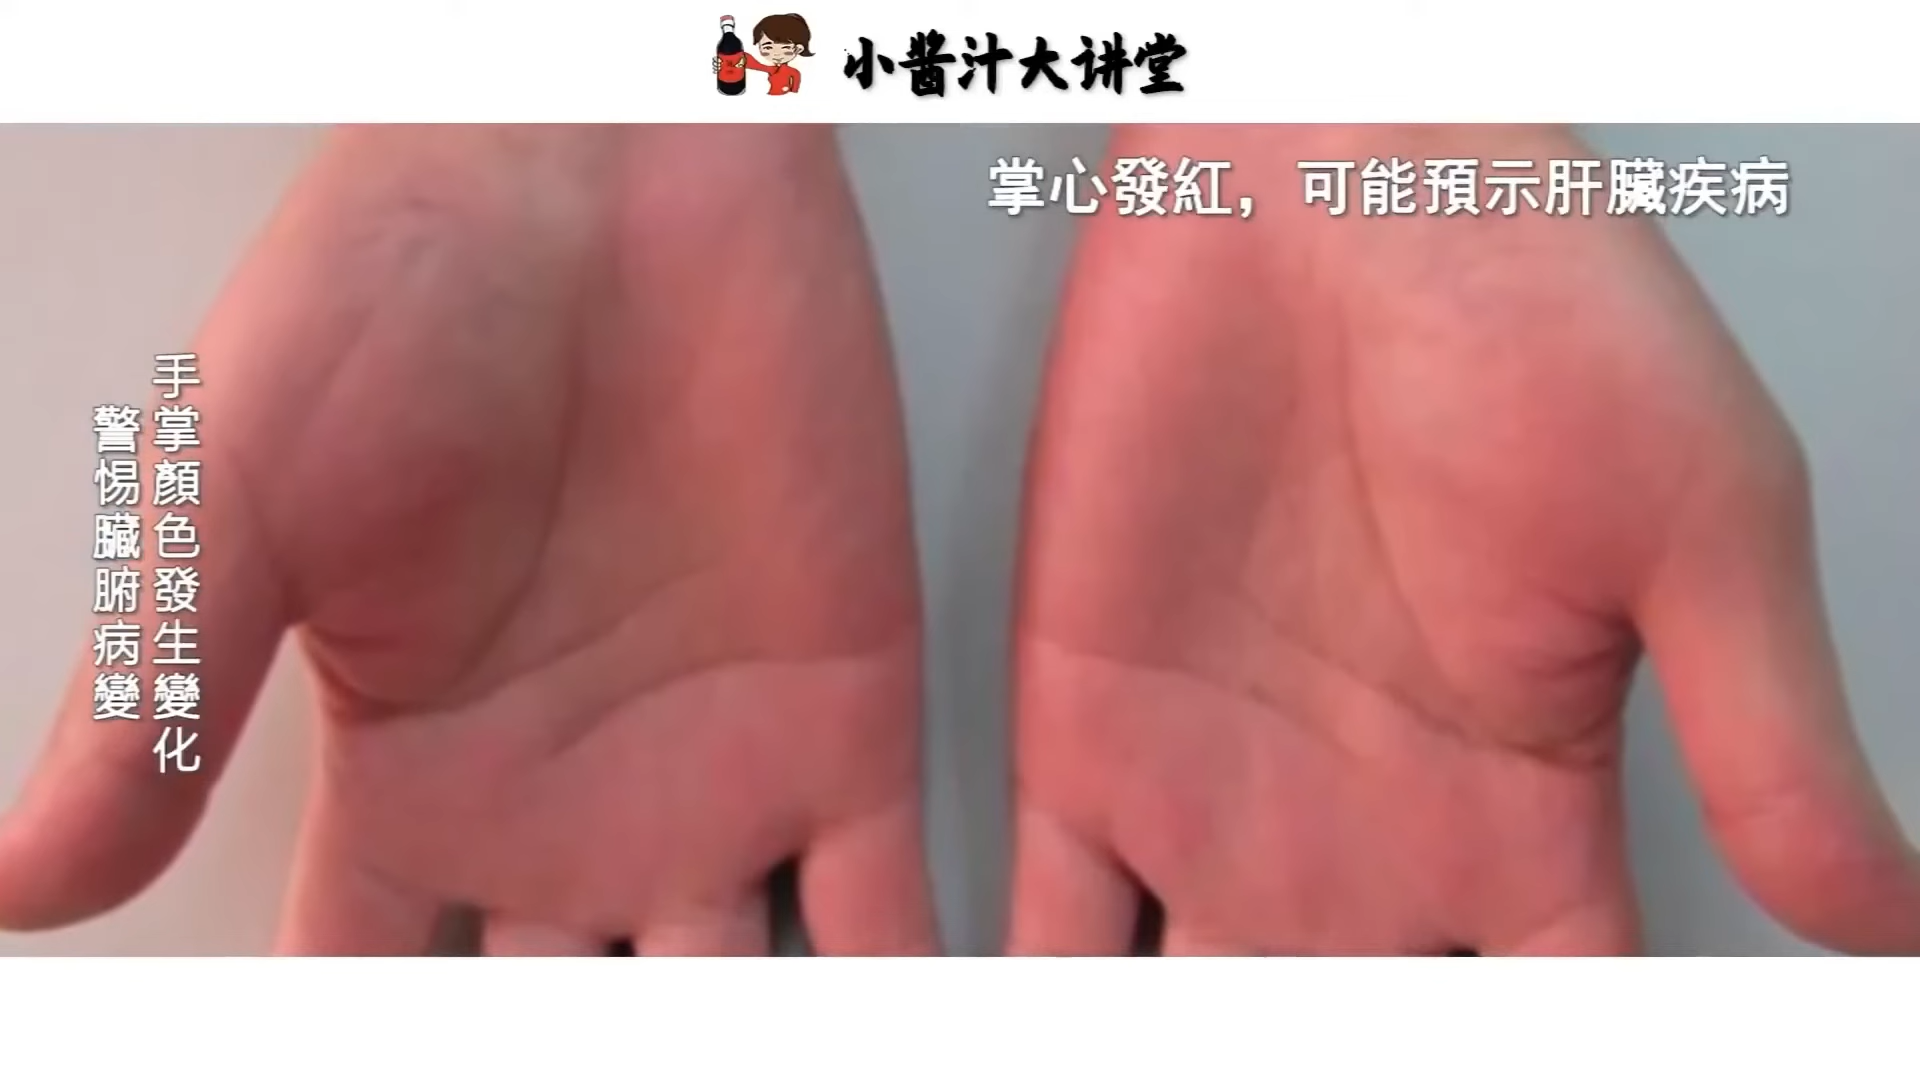 小酱汁大讲堂
掌心發紅，可能預示肝臟疾病
手掌顏色發生變化
警惕臟腑病變